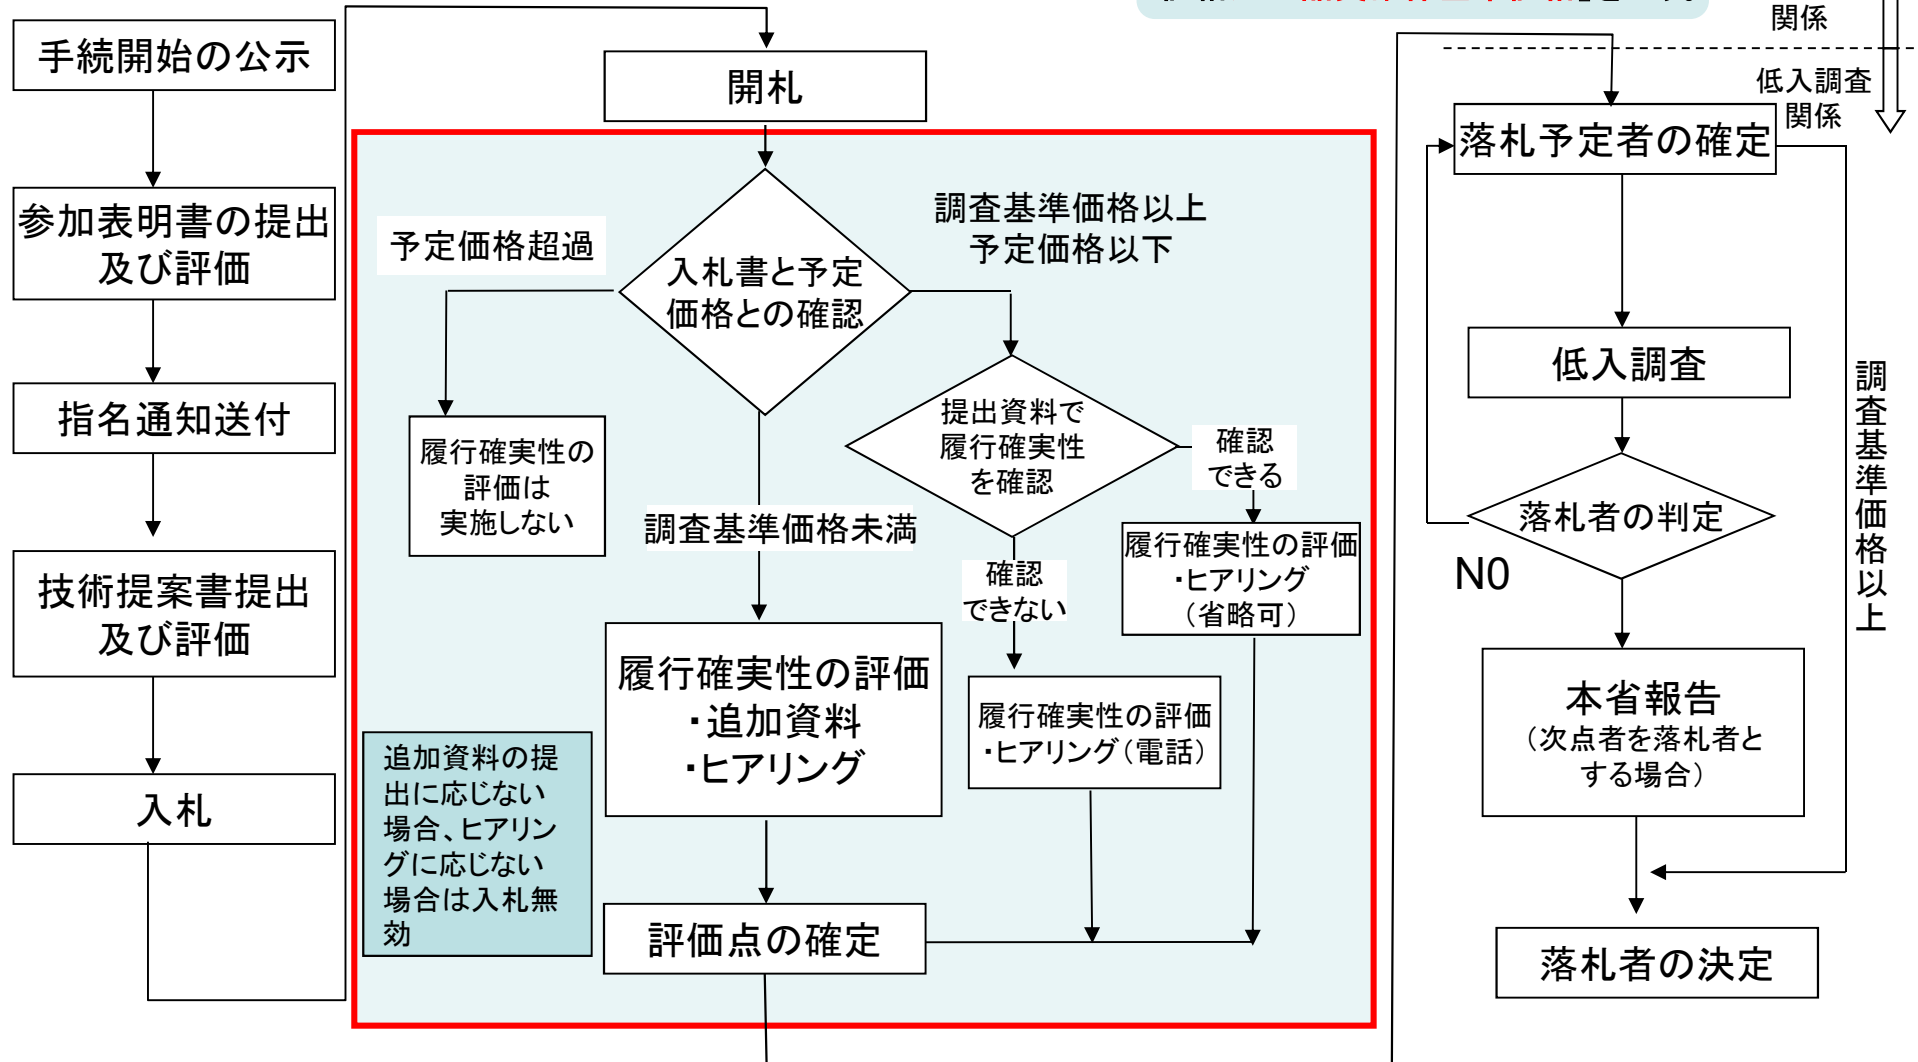 手続開始の公示
参加表明書の提出
及び評価
指名通知送付
技術提案書提出
及び評価
入札
開札
入札書と予定
価格との確認
予定価格超過
調査基準価格以上
予定価格以下
履行確実性の
評価は
実施しない
調査基準価格未満
提出資料で
履行確実性
を確認
確認
できる
確認
できない
履行確実性の評価
・ヒアリング
（省略可）
履行確実性の評価
・追加資料
・ヒアリング
履行確実性の評価
・ヒアリング（電話）
追加資料の提
出に応じない
場合、ヒアリン
グに応じない
場合は入札無
効
評価点の確定
関係
低入調査
関係
落札予定者の確定
低入調査
落札者の判定
N0
調査基準価格以上
本省報告
（次点者を落札者と
する場合）
落札者の決定